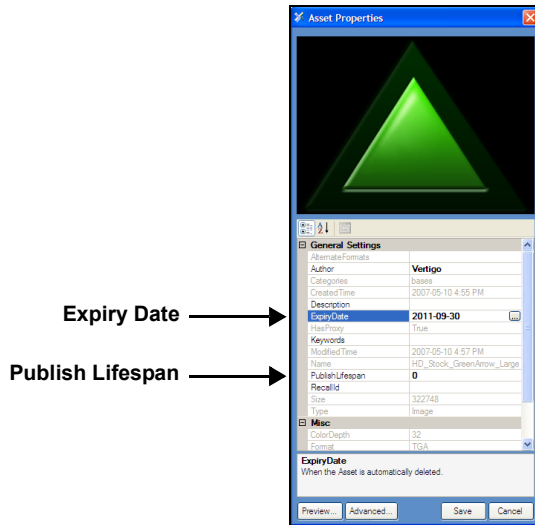 Asset Properties
General Settings
AlternateFormats
Author Vertigo
Categories bases
CreatedTime 2007-05-10 4:55 PM
Description
Expiry Date
ExpiryDate 2011-09-30 ...
HasProxy True
Keywords
ModifiedTime 2007-05-10 4:57 PM
Name HD_Stock_GreenArrow_Large
Publish Lifespan
PublishLifespan 0
RecallId
Size 322748
Type Image
Misc
ColorDepth 32
Format TGA
ExpiryDate
When the Asset is automatically deleted.
Preview... Advanced... Save Cancel